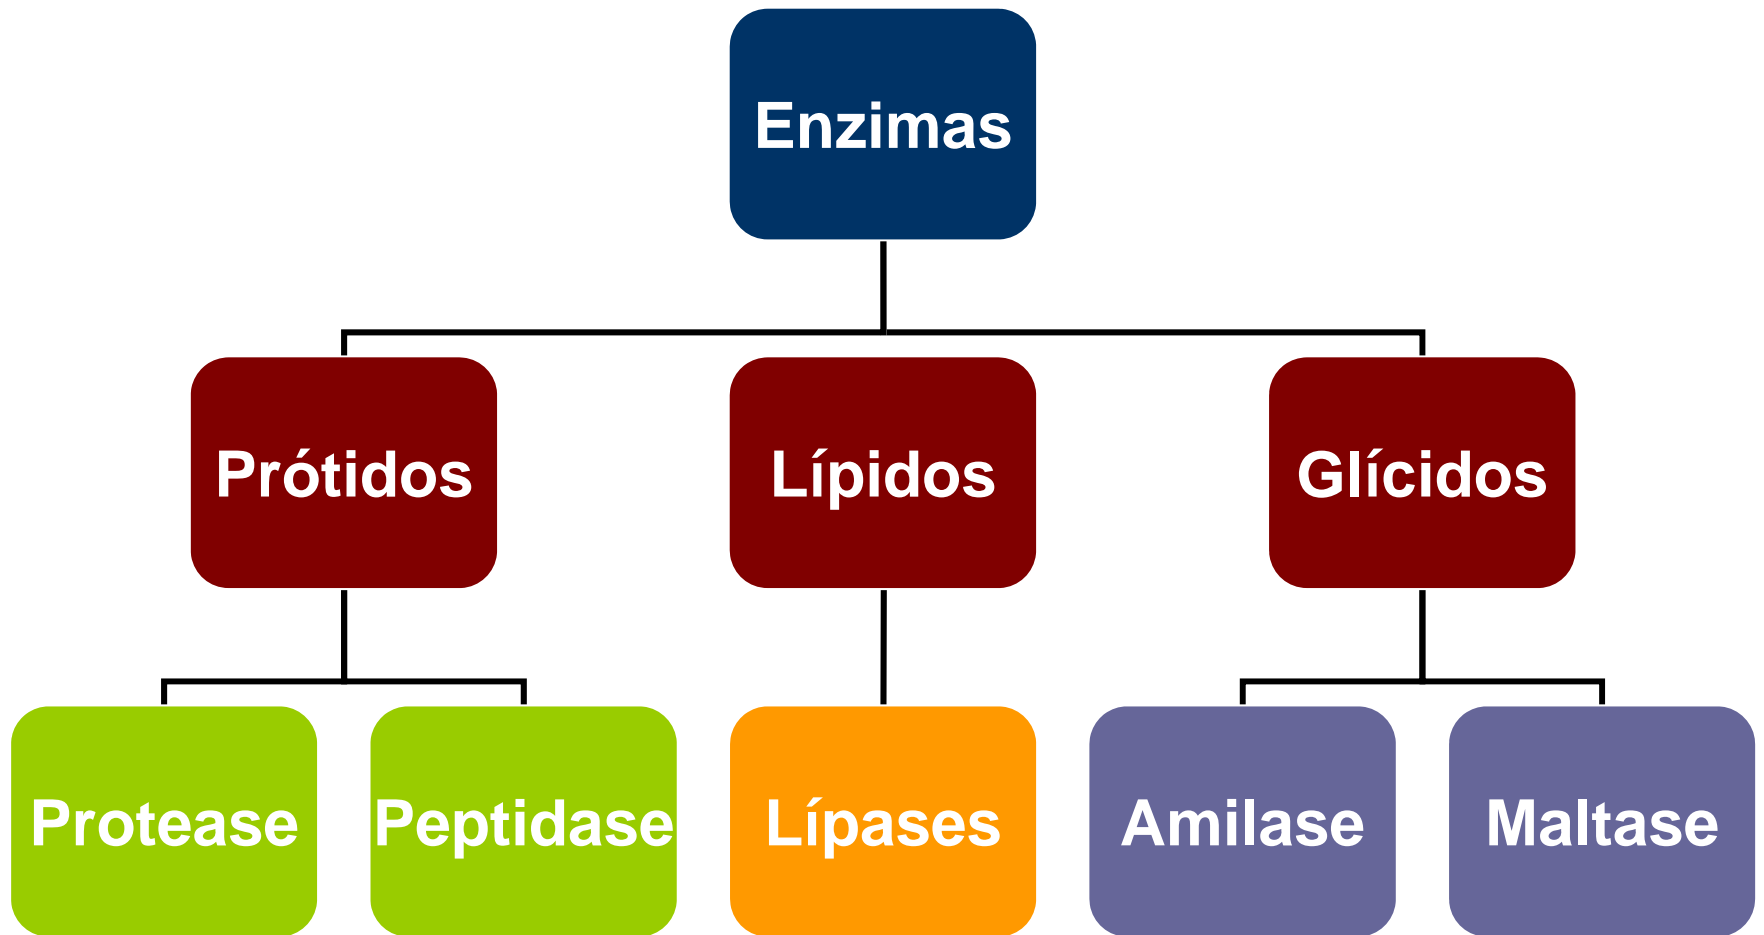 Enzimas
Prótidos
Lípidos
Glícidos
Protease
Peptidase
Lípases
Amilase
Maltase